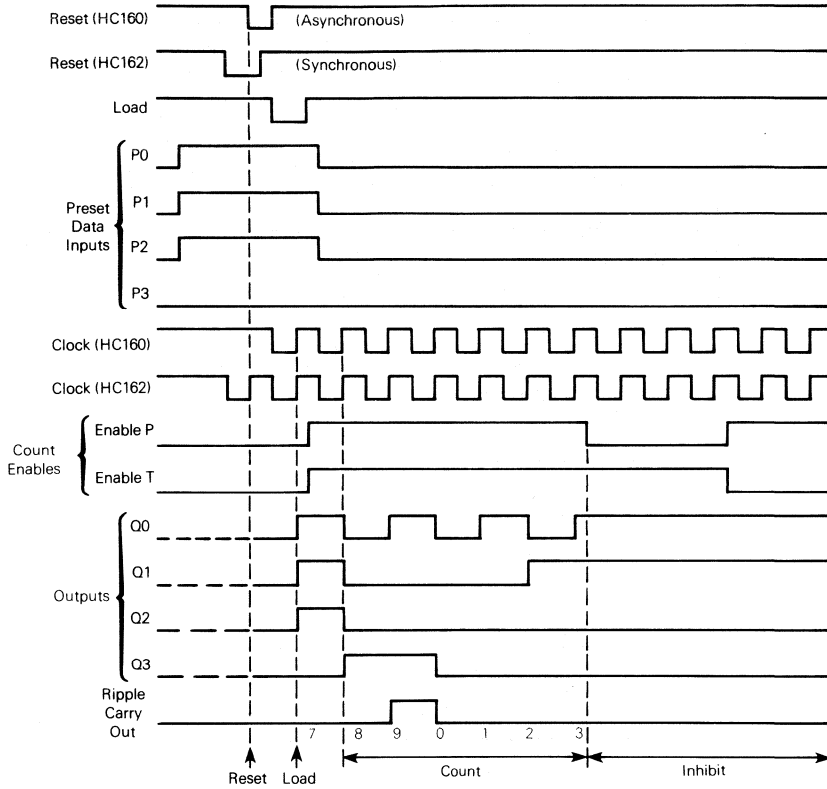 Reset (HC160)
(Asynchronous)
Reset (HC162)
(Synchronous)
Load
P0
P1
Preset
Data
Inputs
P2
P3
Clock (HC160)
Clock (HC162)
Enable P
Count
Enables
Enable T
Q0
Q1
Outputs
Q2
Q3
Ripple
Carry
Out
7 8 9 0 1 2 3
Reset Load Count Inhibit